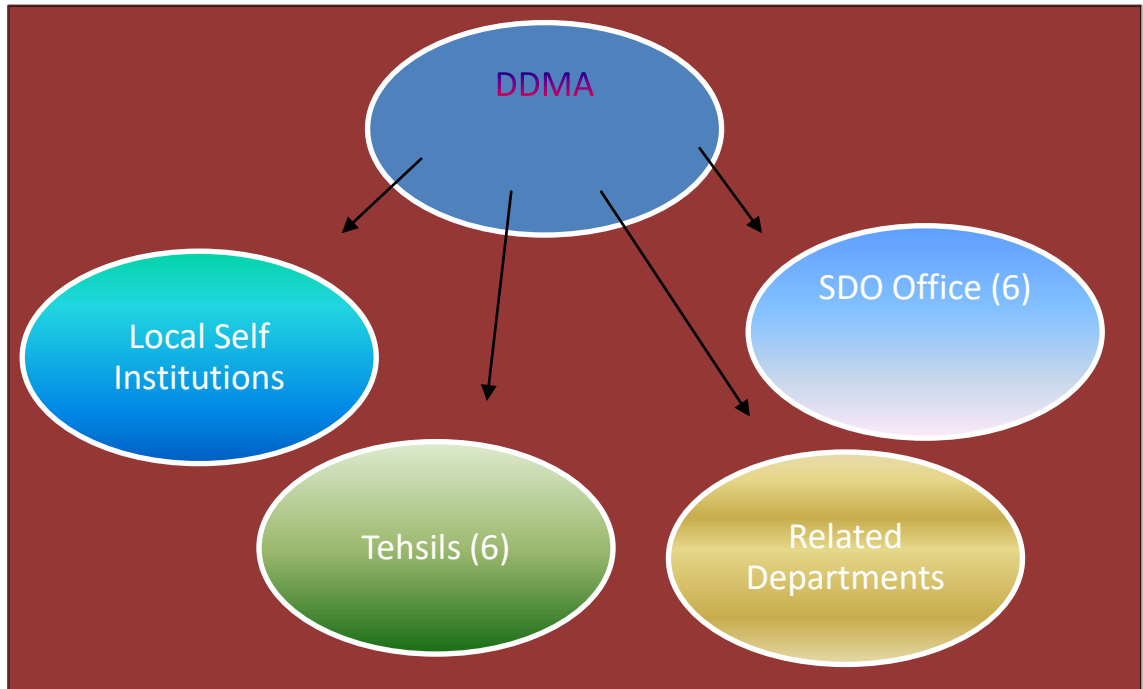 DDMA
SDO Office (6)
Local Self
Institutions
Tehsils (6)
Related
Departments